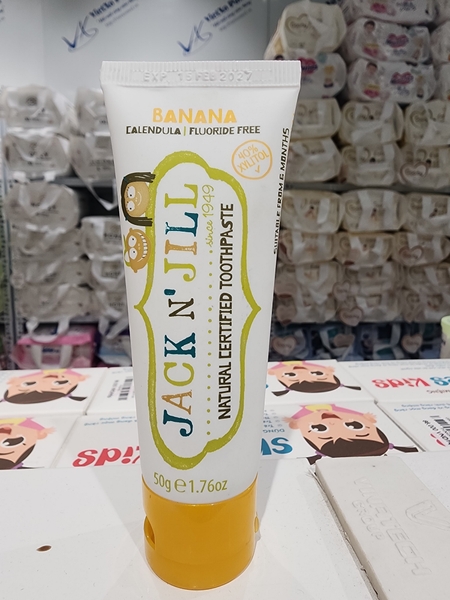 EXP 16 FEB 2027
BANANA
CALENDULA | FLUORIDE FREE
40%
XYLITOL
SUITABLE FROM 6 MONTHS
JACK N' JILL
since 1949
NATURAL CERTIFIED TOOTHPASTE
50g e 1.76oz
Kids